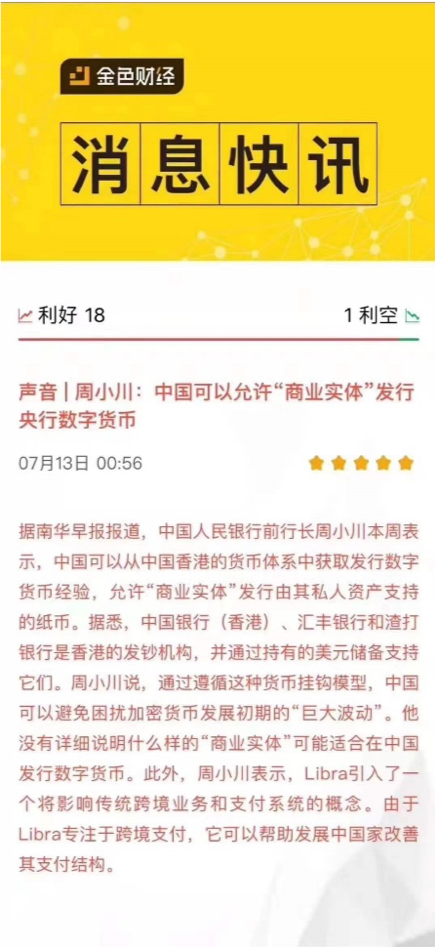 金色财经
消息快讯
利好 18
1 利空
声音 | 周小川：中国可以允许“商业实体”发行
央行数字货币
07月13日 00:56
据南华早报报道，中国人民银行前行长周小川本周表
示，中国可以从中国香港的货币体系中获取发行数字
货币经验，允许“商业实体”发行由其私人资产支持
的纸币。据悉，中国银行（香港）、汇丰银行和渣打
银行是香港的发钞机构，并通过持有的美元储备支持
它们。周小川说，通过遵循这种货币挂钩模型，中国
可以避免困扰加密货币发展初期的“巨大波动”。他
没有详细说明什么样的“商业实体”可能适合在中国
发行数字货币。此外，周小川表示，Libra引入了一
个将影响传统跨境业务和支付系统的概念。由于
Libra专注于跨境支付，它可以帮助发展中国家改善
其支付结构。